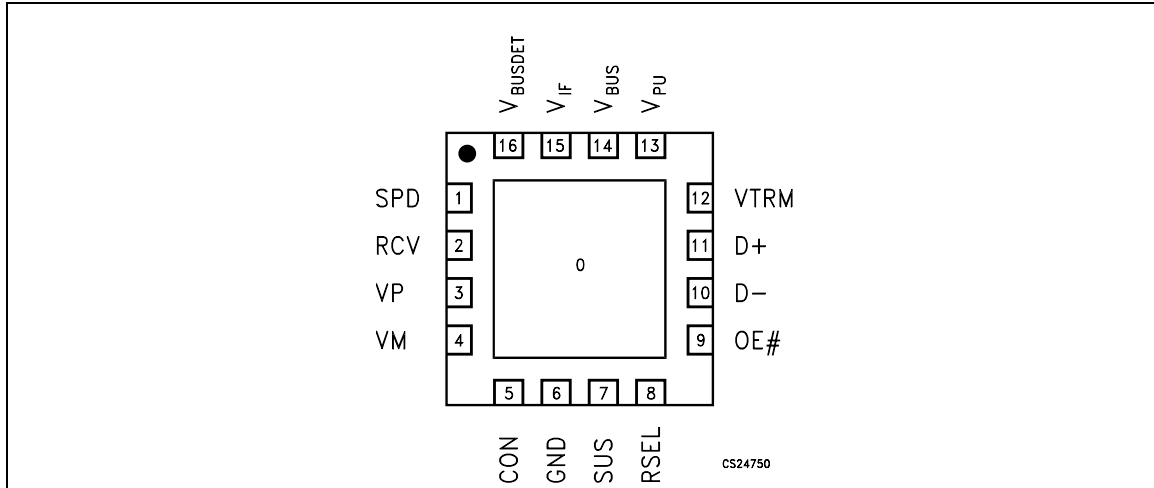 VBUSDET VIF VBUS VPU
16 15 14 13
SPD 1 12 VTRM
RCV 2 11 D+
0
VP 3 10 D−
VM 4 9 OE#
5 6 7 8
CON GND SUS RSEL
CS24750